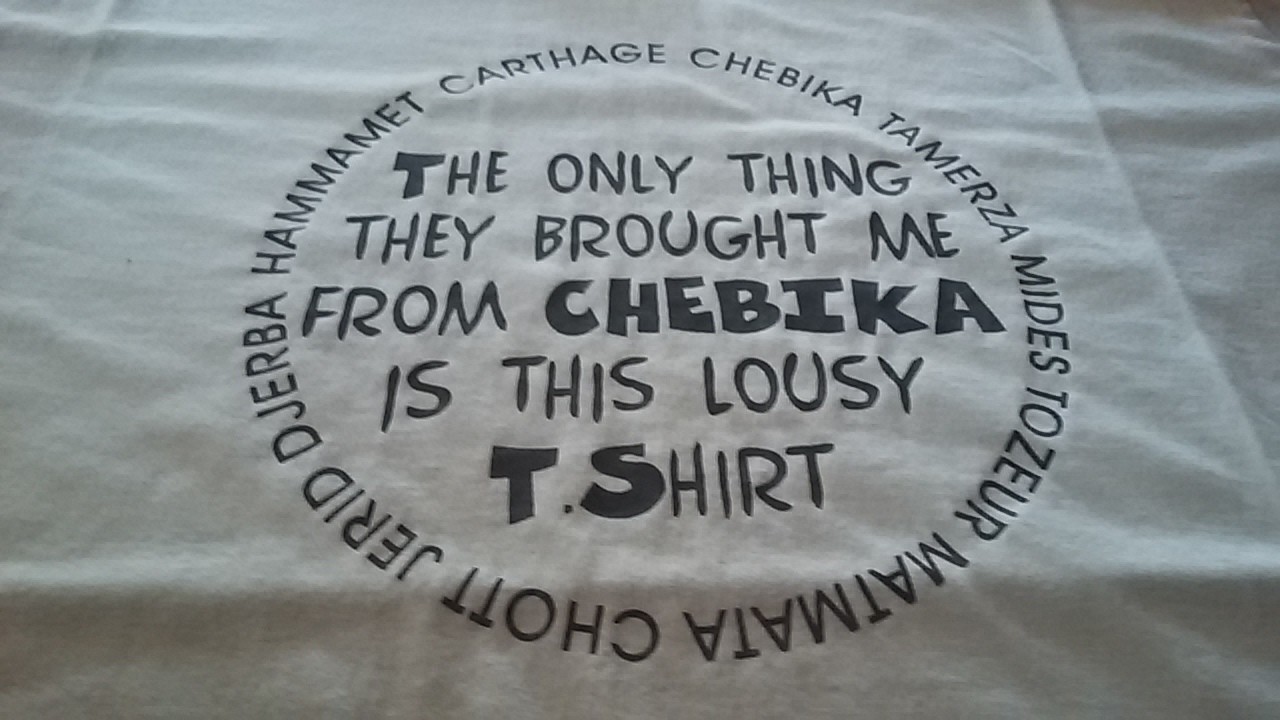 CARTHAGE CHEBIKA TAMERZA MIDES TOZEUR MATMATA CHOTT JERID DJERBA HAMMAMET
THE ONLY THING
THEY BROUGHT ME
FROM CHEBIKA
IS THIS LOUSY
T.SHIRT